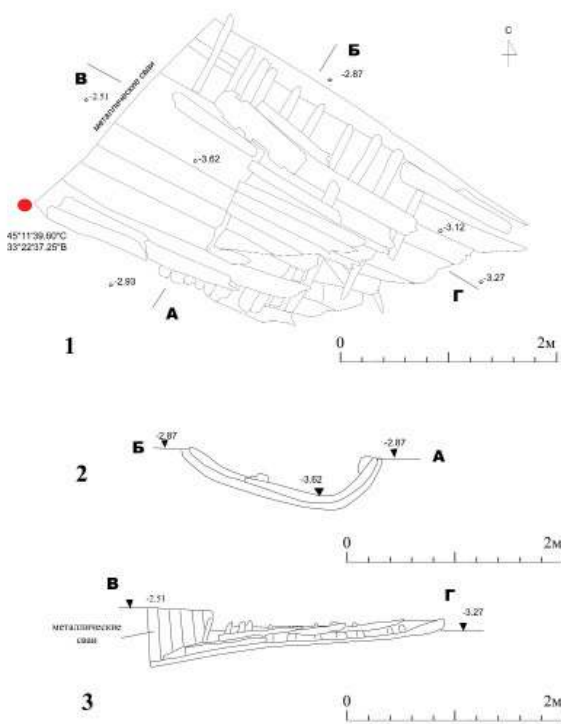 С
Б
-2.87
В
-2.51
металлические сваи
-3.62
45°11'39.60"С
33°22'37.25"В
-3.12
-2.93
-3.27
Г
А
1
0 2м
Б -2.87 -2.87 А
-3.62
2
0 2м
В -2.51 Г
-3.27
металлические
сваи
3
0 2м